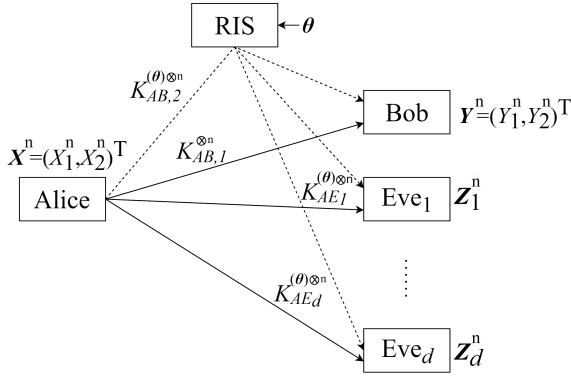 RIS
θ
K_{AB,2}^{(θ)⊗n}
Bob
Y^n=(Y_1^n,Y_2^n)^T
K_{AB,1}^{⊗n}
X^n=(X_1^n,X_2^n)^T
Alice
K_{AE_1}^{(θ)⊗n}
Eve_1
Z_1^n
K_{AE_d}^{(θ)⊗n}
Eve_d
Z_d^n